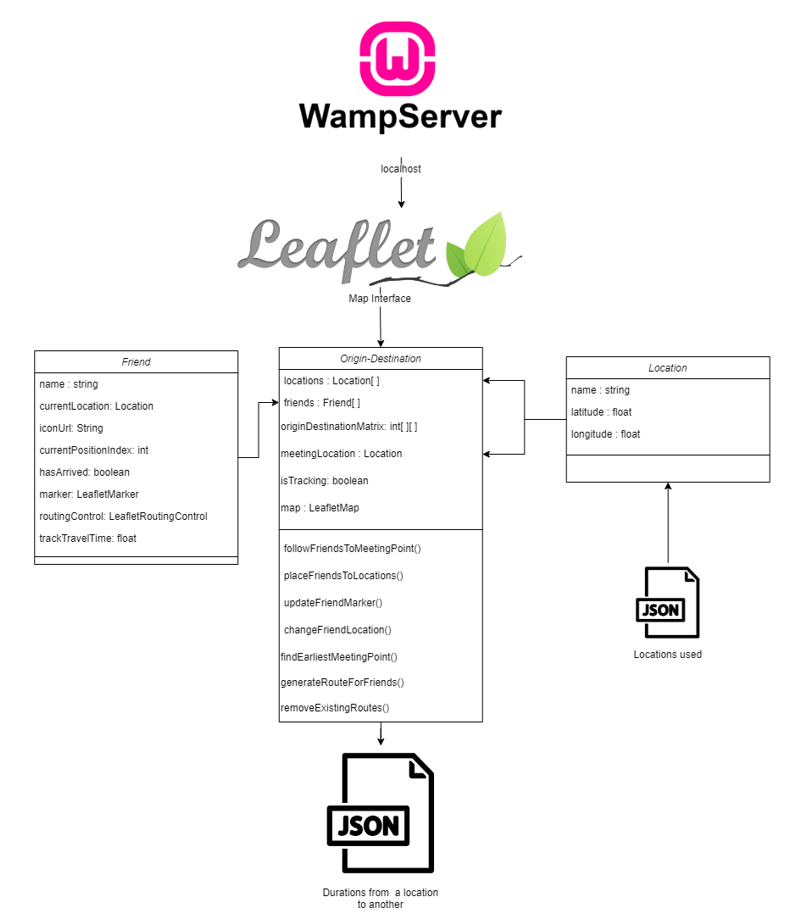 W
WampServer
localhost
Leaflet
Map Interface
Friend
name : string
currentLocation: Location
iconUrl: String
currentPositionIndex: int
hasArrived: boolean
marker: LeafletMarker
routingControl: LeafletRoutingControl
trackTravelTime: float
Origin-Destination
locations : Location[ ]
friends : Friend[ ]
originDestinationMatrix: int[ ][ ]
meetingLocation : Location
isTracking: boolean
map : LeafletMap
followFriendsToMeetingPoint()
placeFriendsToLocations()
updateFriendMarker()
changeFriendLocation()
findEarliestMeetingPoint()
generateRouteForFriends()
removeExistingRoutes()
Location
name : string
latitude : float
longitude : float
JSON
Locations used
JSON
Durations from a location
to another